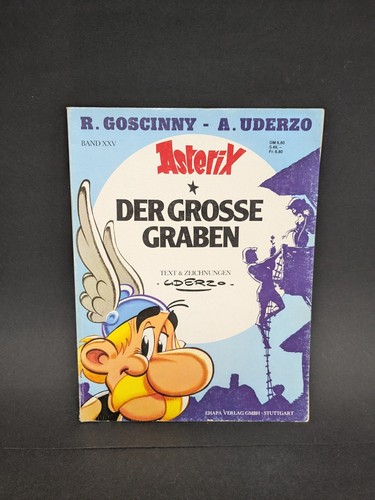 R. GOSCINNY - A. UDERZO
BAND XXV
Asterix
DER GROSSE
GRABEN
TEXT & ZEICHNUNGEN
·UDERZO·
EHAPA VERLAG GMBH · STUTTGART